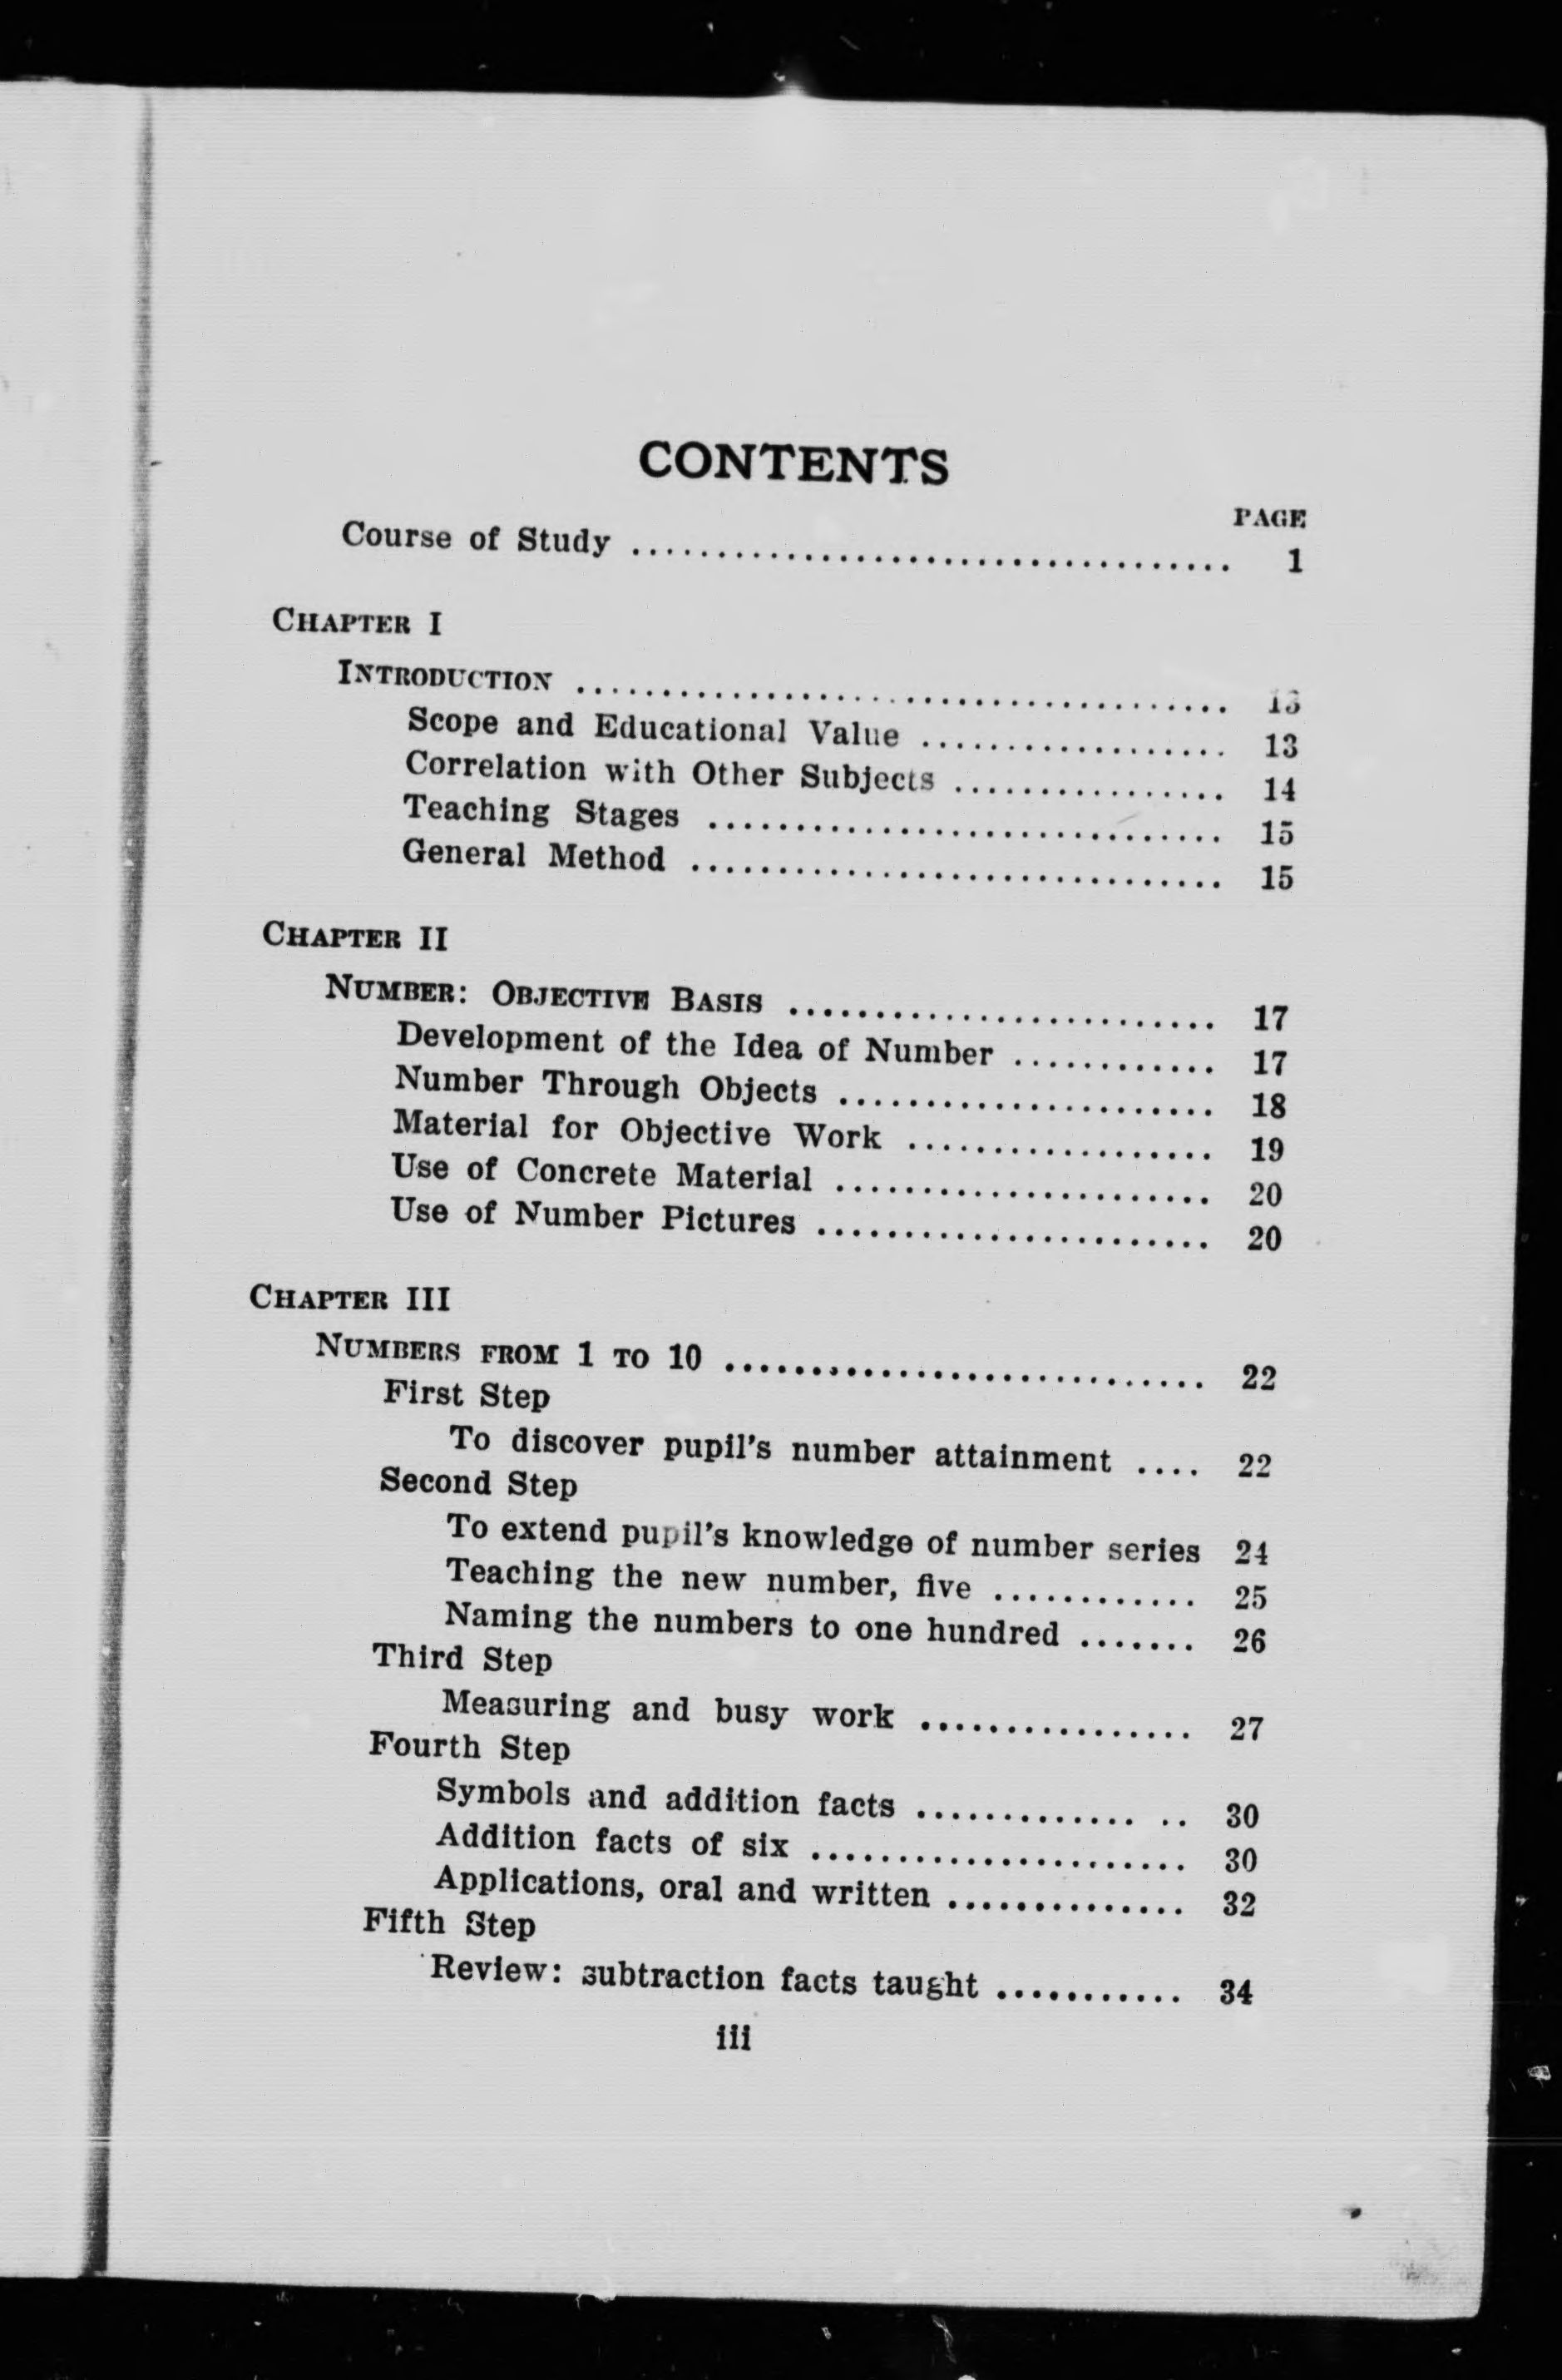 CONTENTS
PAGE
Course of Study ................................... 1
CHAPTER I
INTRODUCTION ...................................... 13
Scope and Educational Value .................. 13
Correlation with Other Subjects ................ 14
Teaching Stages .............................. 15
General Method ............................... 15
CHAPTER II
NUMBER: OBJECTIVE BASIS ......................... 17
Development of the Idea of Number ............ 17
Number Through Objects ...................... 18
Material for Objective Work .................. 19
Use of Concrete Material ...................... 20
Use of Number Pictures ....................... 20
CHAPTER III
NUMBERS FROM 1 TO 10 ............................ 22
First Step
To discover pupil's number attainment .... 22
Second Step
To extend pupil's knowledge of number series 24
Teaching the new number, five ............ 25
Naming the numbers to one hundred ....... 26
Third Step
Measuring and busy work ................ 27
Fourth Step
Symbols and addition facts ............. .. 30
Addition facts of six ...................... 30
Applications, oral and written .............. 32
Fifth Step
Review: subtraction facts taught ........... 34
iii